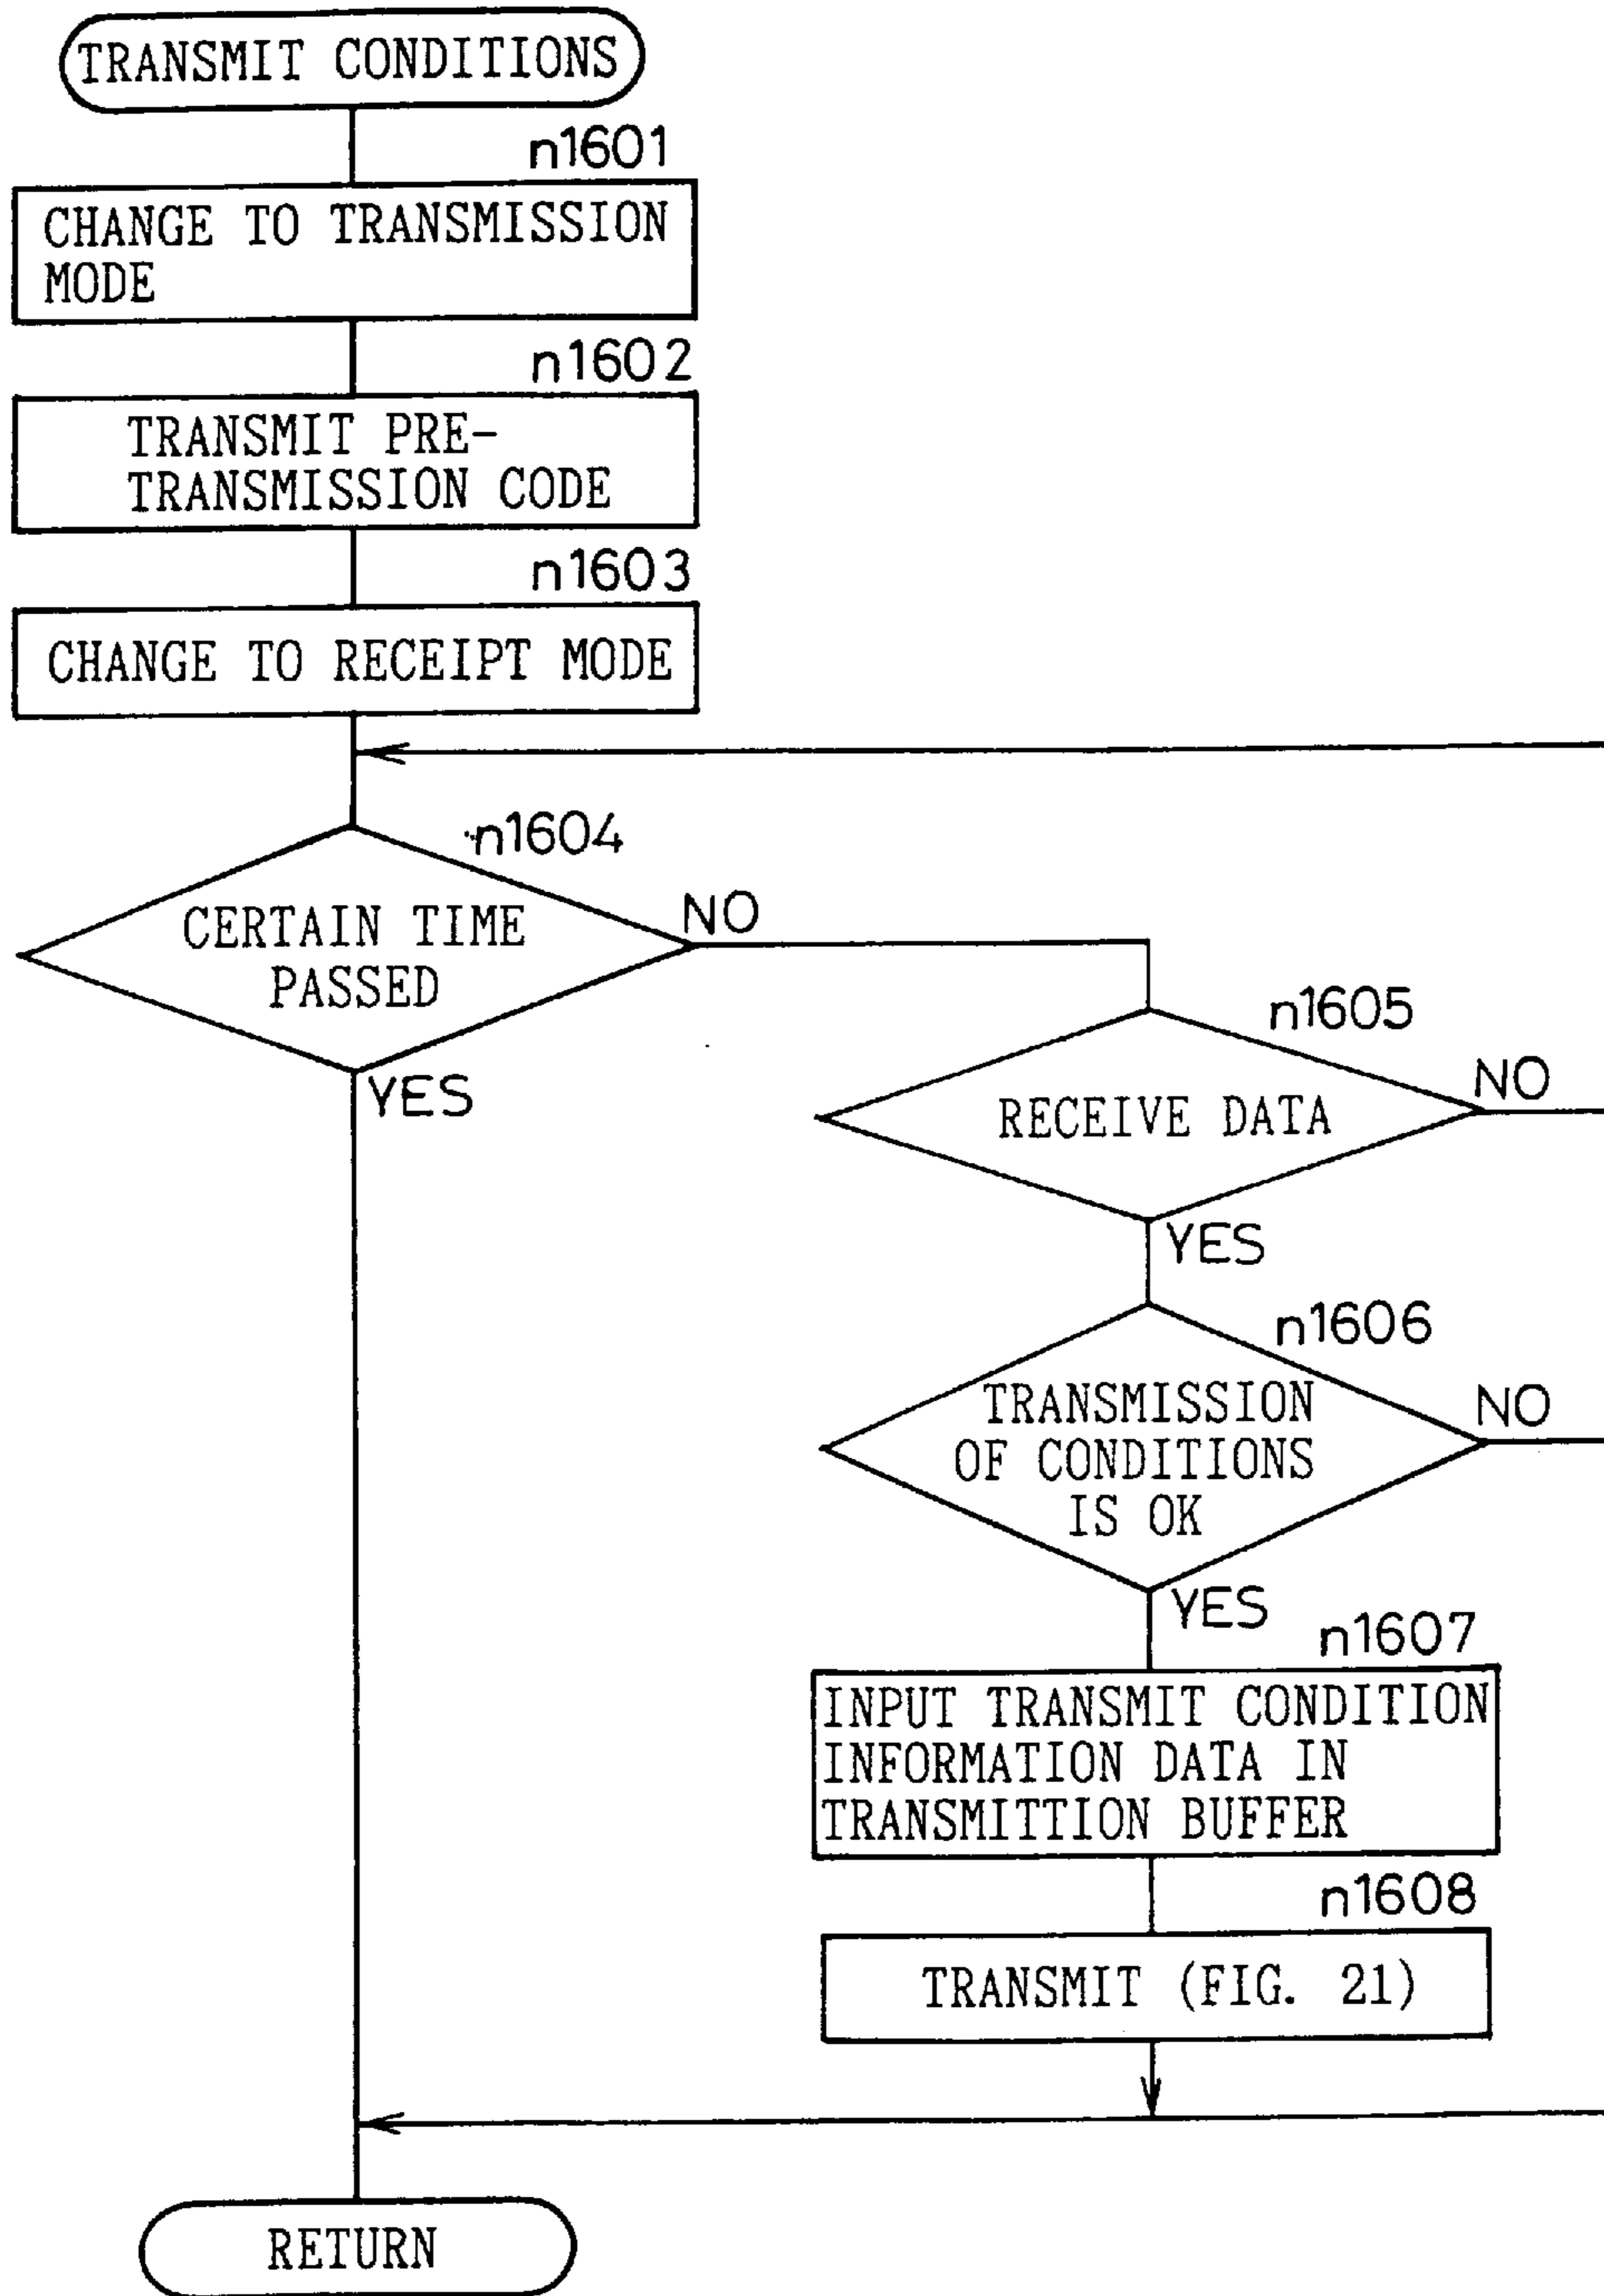 TRANSMIT CONDITIONS
n1601
CHANGE TO TRANSMISSION
MODE
n1602
TRANSMIT PRE-
TRANSMISSION CODE
n1603
CHANGE TO RECEIPT MODE
n1604
CERTAIN TIME
PASSED
NO
YES
n1605
RECEIVE DATA
NO
YES
n1606
TRANSMISSION
OF CONDITIONS
IS OK
NO
YES
n1607
INPUT TRANSMIT CONDITION
INFORMATION DATA IN
TRANSMITTION BUFFER
n1608
TRANSMIT (FIG. 21)
RETURN